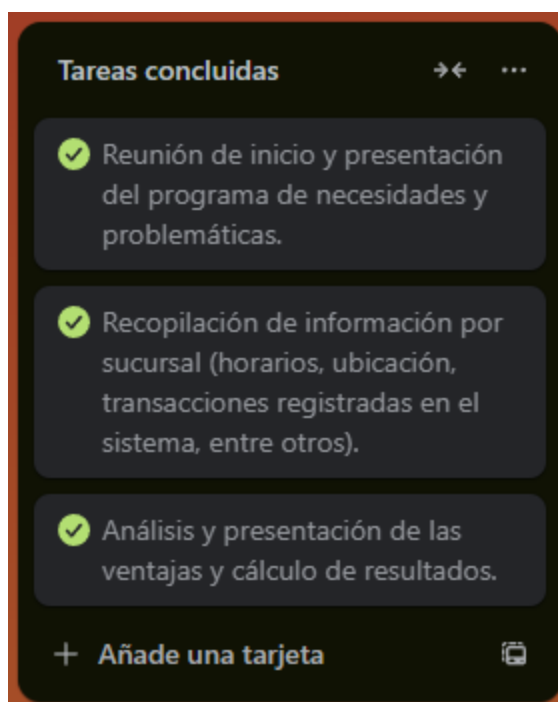 Tareas concluidas
Reunión de inicio y presentación
del programa de necesidades y
problemáticas.
Recopilación de información por
sucursal (horarios, ubicación,
transacciones registradas en el
sistema, entre otros).
Análisis y presentación de las
ventajas y cálculo de resultados.
Añade una tarjeta